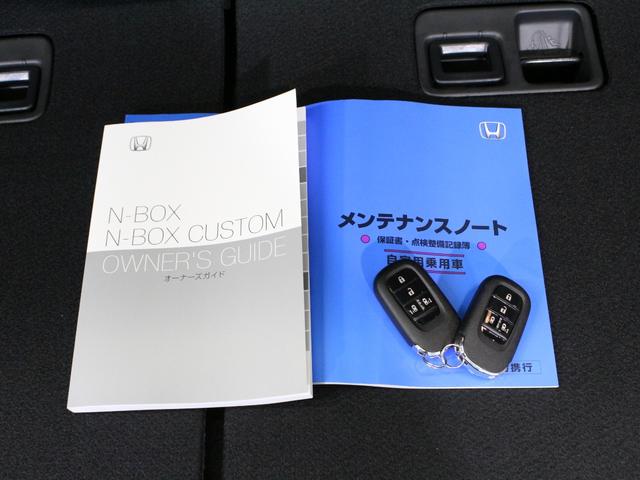 N-BOX
N-BOX CUSTOM
OWNER'S GUIDE
オーナーズガイド
メンテナンスノート
保証書・点検整備記録簿
自家用乗用車
携行